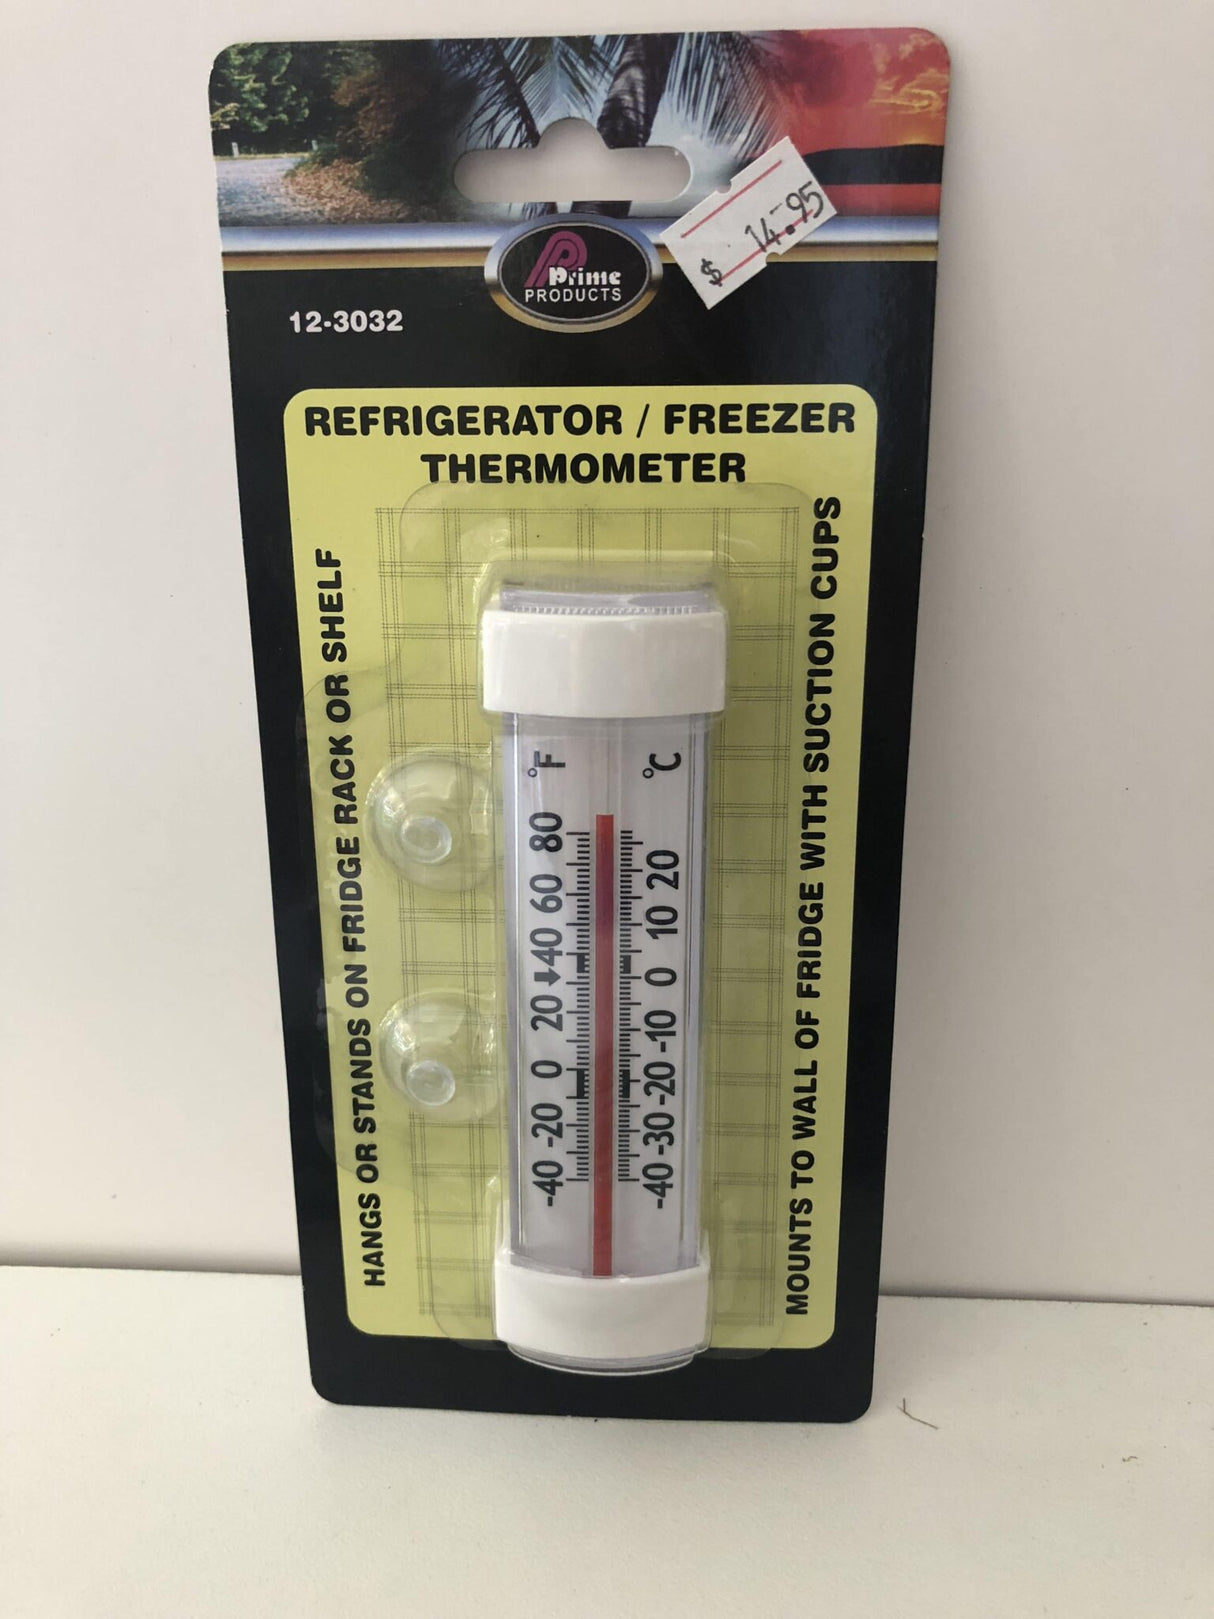 $ 14.95
Prime
PRODUCTS
12-3032
REFRIGERATOR / FREEZER
THERMOMETER
HANGS OR STANDS ON FRIDGE RACK OR SHELF
MOUNTS TO WALL OF FRIDGE WITH SUCTION CUPS
°F
-40 -20 0 20 40 60 80
°C
-40 -30 -20 -10 0 10 20